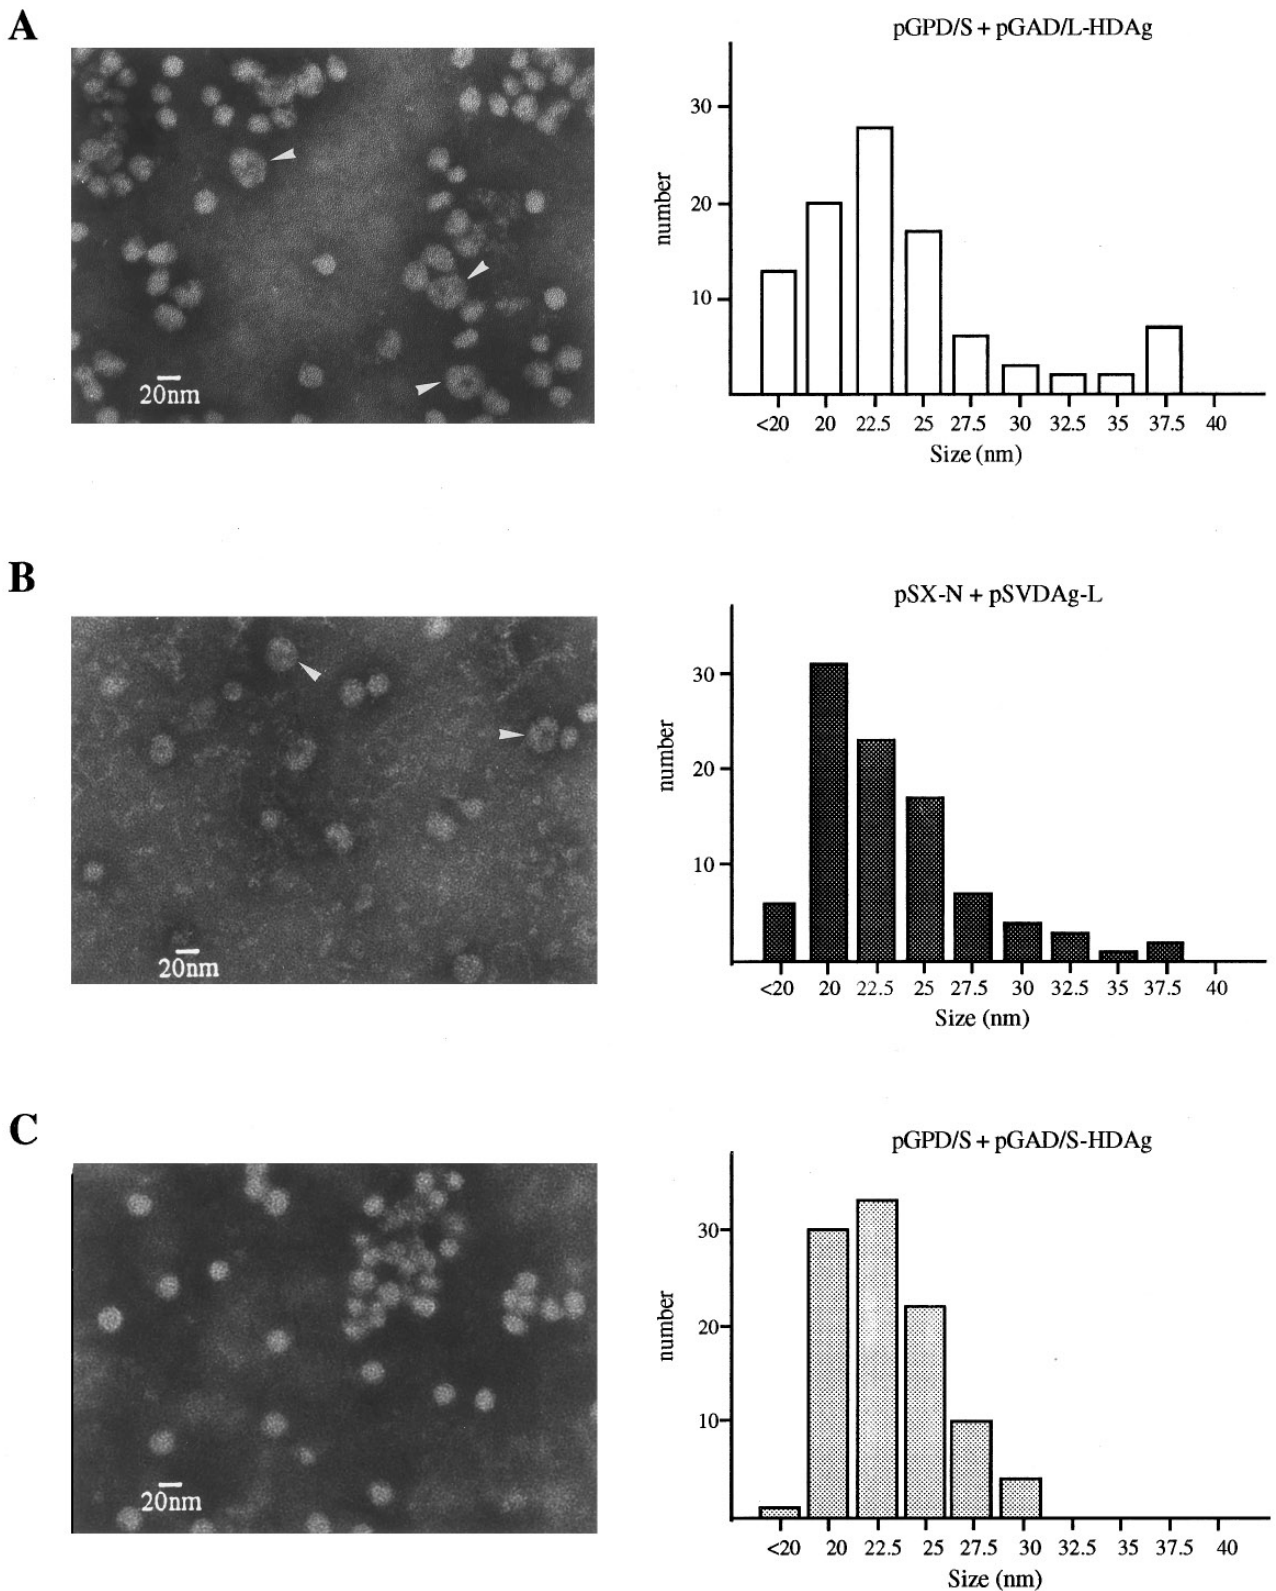 A
pGPD/S + pGAD/L-HDAg
30
20
10
number
<20 20 22.5 25 27.5 30 32.5 35 37.5 40
Size (nm)
20nm
B
pSX-N + pSVDAg-L
30
20
10
number
<20 20 22.5 25 27.5 30 32.5 35 37.5 40
Size (nm)
20nm
C
pGPD/S + pGAD/S-HDAg
30
20
10
number
<20 20 22.5 25 27.5 30 32.5 35 37.5 40
Size (nm)
20nm